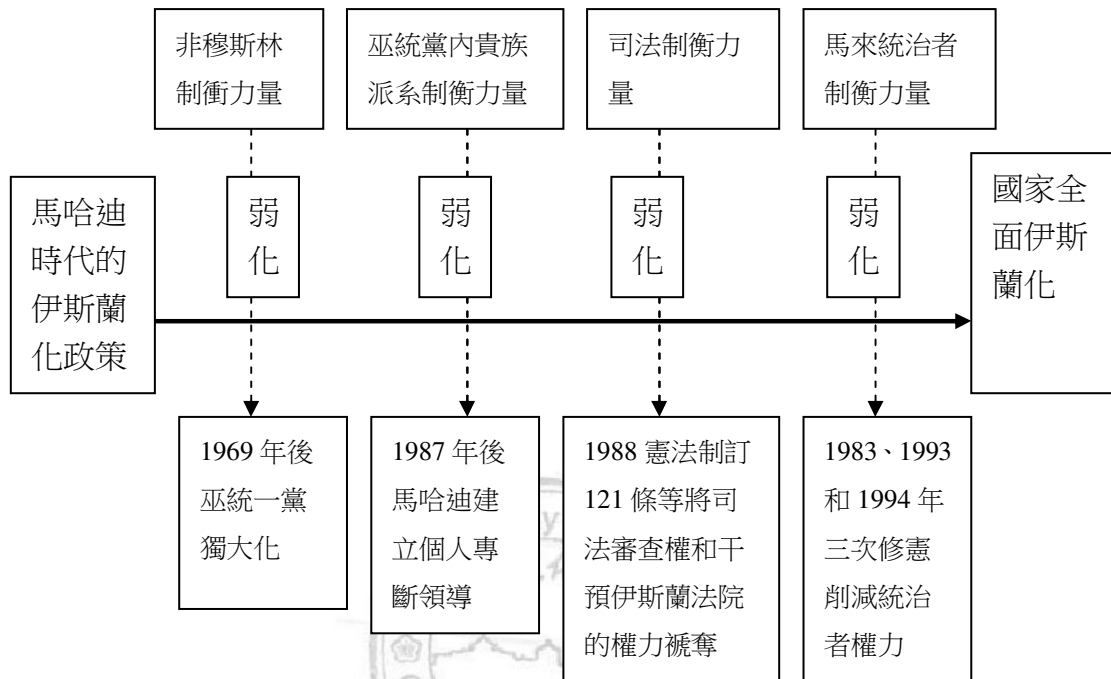 非穆斯林
制衝力量
巫統黨內貴族
派系制衡力量
司法制衡力
量
馬來統治者
制衡力量
馬哈迪
時代的
伊斯蘭
化政策
弱
化
弱
化
弱
化
弱
化
國家全
面伊斯
蘭化
1969 年後
巫統一黨
獨大化
1987 年後
馬哈迪建
立個人專
斷領導
1988 憲法制訂
121 條等將司
法審查權和干
預伊斯蘭法院
的權力褫奪
1983、1993
和 1994 年
三次修憲
削減統治
者權力